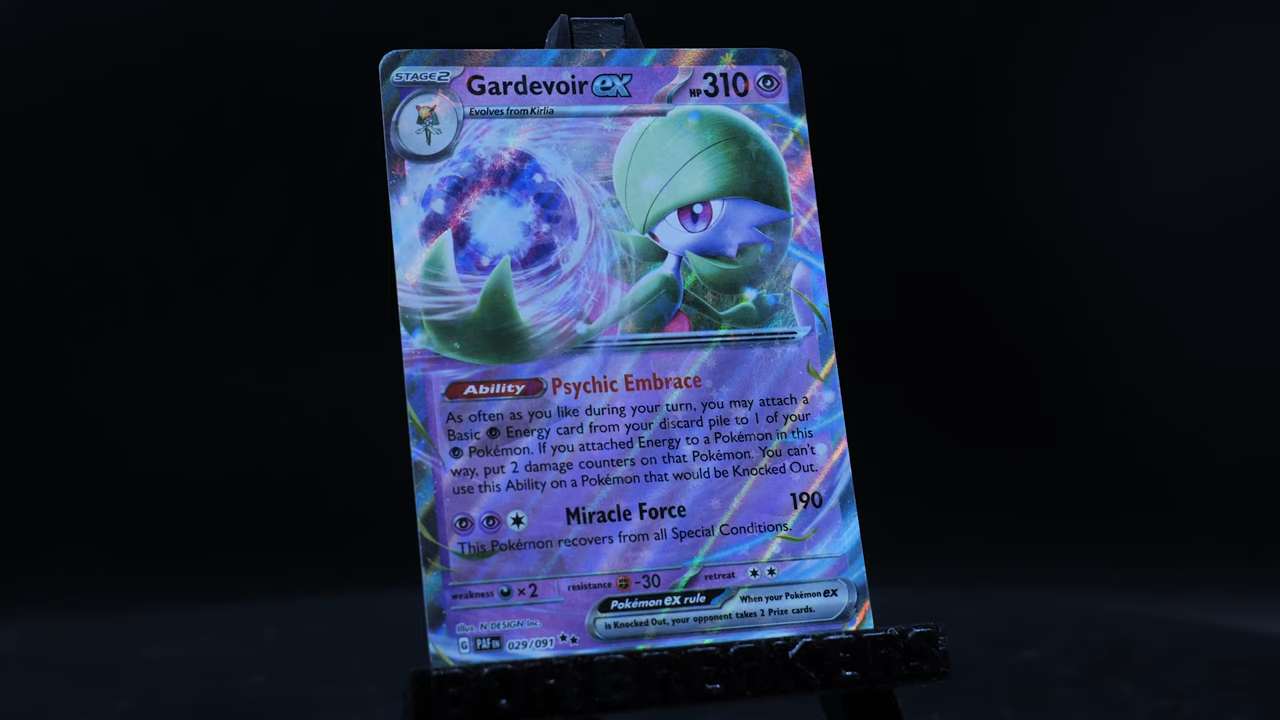 STAGE2 Gardevoir ex HP 310
Evolves from Kirlia
Ability Psychic Embrace
As often as you like during your turn, you may attach a
Basic Energy card from your discard pile to 1 of your
Pokémon. If you attached Energy to a Pokémon in this
way, put 2 damage counters on that Pokémon. You can't
use this Ability on a Pokémon that would be Knocked Out.
Miracle Force 190
This Pokémon recovers from all Special Conditions.
weakness ×2 resistance -30 retreat
Pokémon ex rule When your Pokémon ex
is Knocked Out, your opponent takes 2 Prize cards.
Illus. N-DESIGN Inc.
G PAF EN 029/091